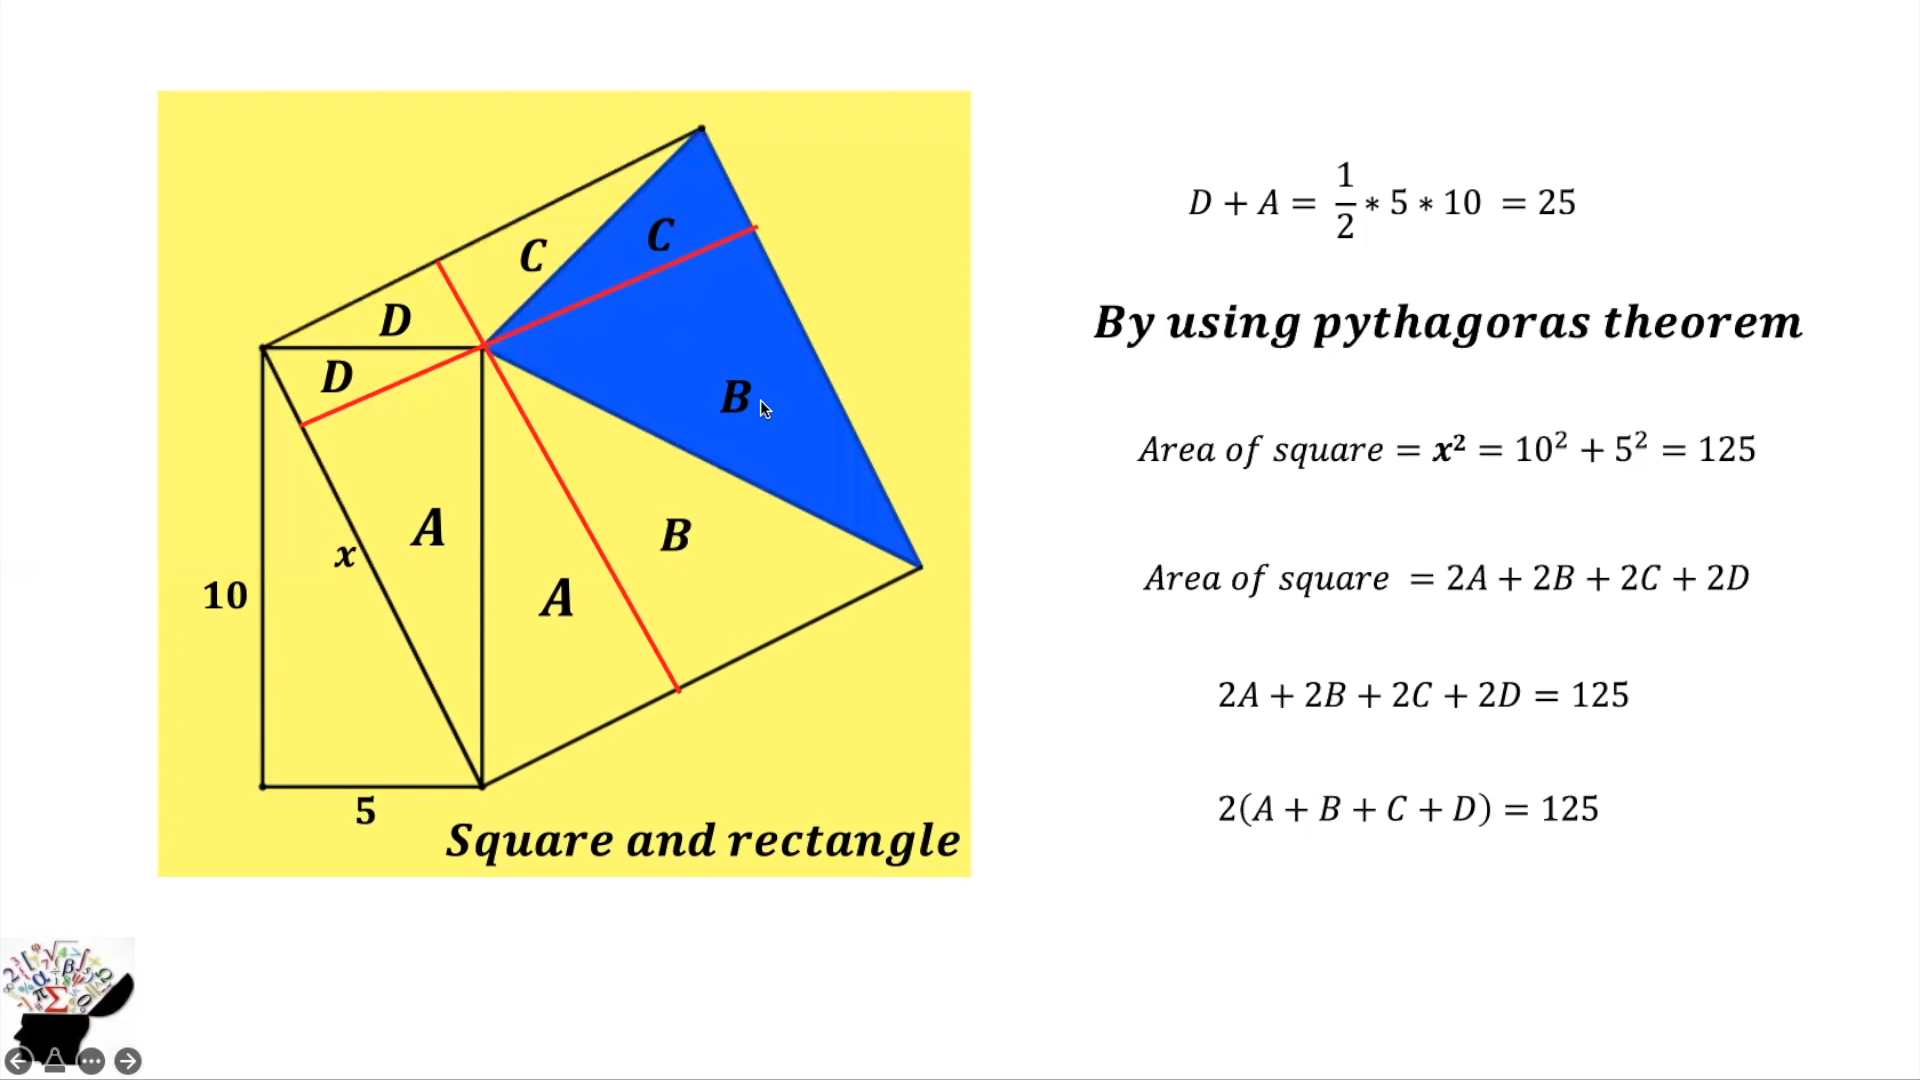 C
C
D
D
B
x
A
B
10
A
5
Square and rectangle
D + A = 1/2 * 5 * 10 = 25
By using pythagoras theorem
Area of square = x² = 10² + 5² = 125
Area of square = 2A + 2B + 2C + 2D
2A + 2B + 2C + 2D = 125
2(A + B + C + D) = 125